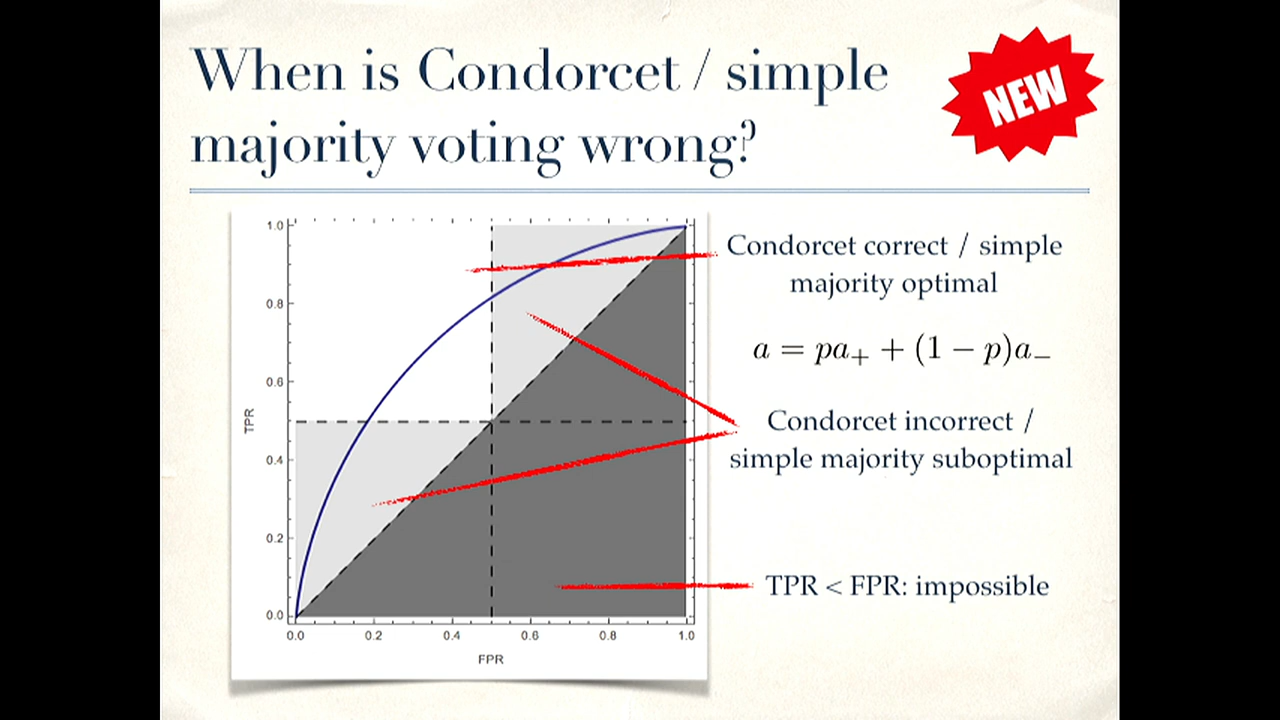 When is Condorcet / simple
majority voting wrong?
NEW
1.0
0.8
0.6
0.4
0.2
0.0
TPR
0.0 0.2 0.4 0.6 0.8 1.0
FPR
Condorcet correct / simple
majority optimal
a = pa₊ + (1 − p)a₋
Condorcet incorrect /
simple majority suboptimal
TPR < FPR: impossible